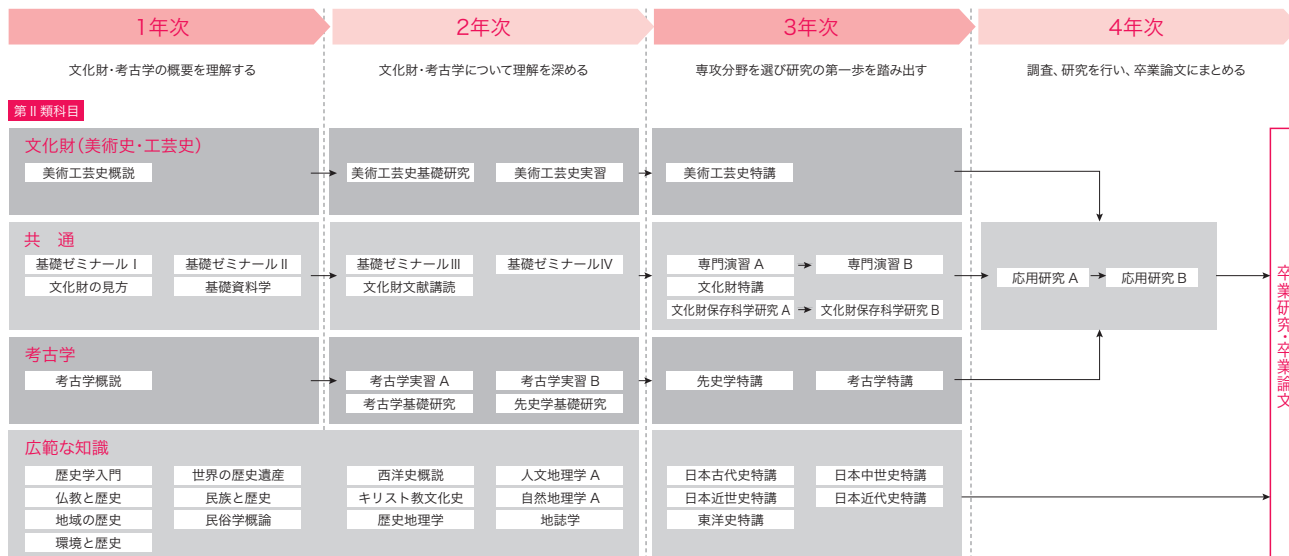 1年次
2年次
3年次
4年次
文化財・考古学の概要を理解する
文化財・考古学について理解を深める
専攻分野を選び研究の第一歩を踏み出す
調査、研究を行い、卒業論文にまとめる
第Ⅱ類科目
文化財(美術史・工芸史)
美術工芸史概説
美術工芸史基礎研究
美術工芸史実習
美術工芸史特講
共　通
基礎ゼミナールⅠ
基礎ゼミナールⅡ
文化財の見方
基礎資料学
基礎ゼミナールⅢ
基礎ゼミナールⅣ
文化財文献講読
専門演習 A
専門演習 B
文化財特講
文化財保存科学研究 A
文化財保存科学研究 B
応用研究 A
応用研究 B
考古学
考古学概説
考古学実習 A
考古学実習 B
考古学基礎研究
先史学基礎研究
先史学特講
考古学特講
広範な知識
歴史学入門
世界の歴史遺産
仏教と歴史
民族と歴史
地域の歴史
民俗学概論
環境と歴史
西洋史概説
人文地理学 A
キリスト教文化史
自然地理学 A
歴史地理学
地誌学
日本古代史特講
日本中世史特講
日本近世史特講
日本近代史特講
東洋史特講
卒業研究・卒業論文